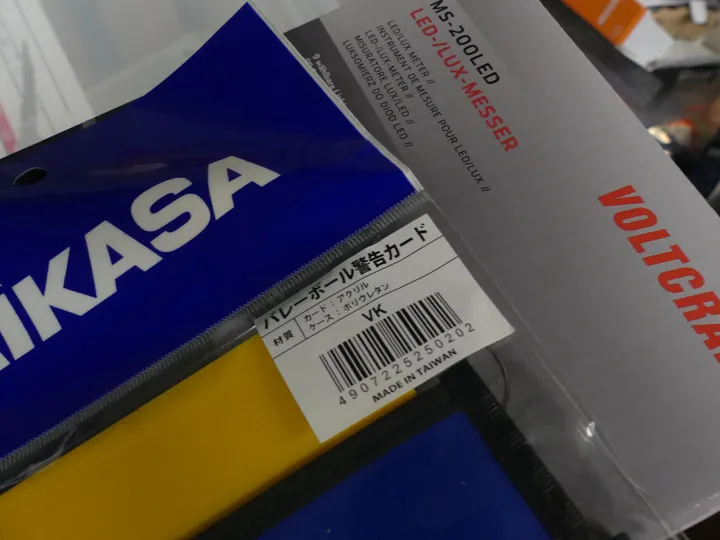 MS-200LED
LED-/LUX-MESSER
LED/LUX METER //
INSTRUMENT DE MESURE POUR LED/LUX //
LED-/LUX-METER //
MISURATORE LUX/LED //
LUKSOMIERZ DO DIOD LED //
VOLTCRA
IKASA
バレーボール警告カード
材質
カード：アクリル
ケース：ポリウレタン
VK
4907225250202
MADE IN TAIWAN